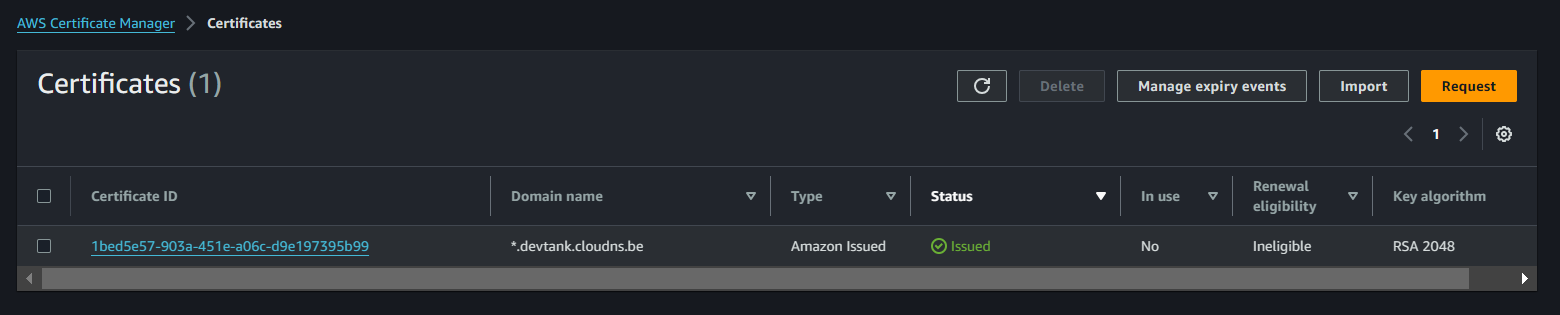 AWS Certificate Manager > Certificates
Certificates (1)
Delete
Manage expiry events
Import
Request
1
Certificate ID
Domain name
Type
Status
In use
Renewal eligibility
Key algorithm
1bed5e57-903a-451e-a06c-d9e197395b99
*.devtank.cloudns.be
Amazon Issued
Issued
No
Ineligible
RSA 2048